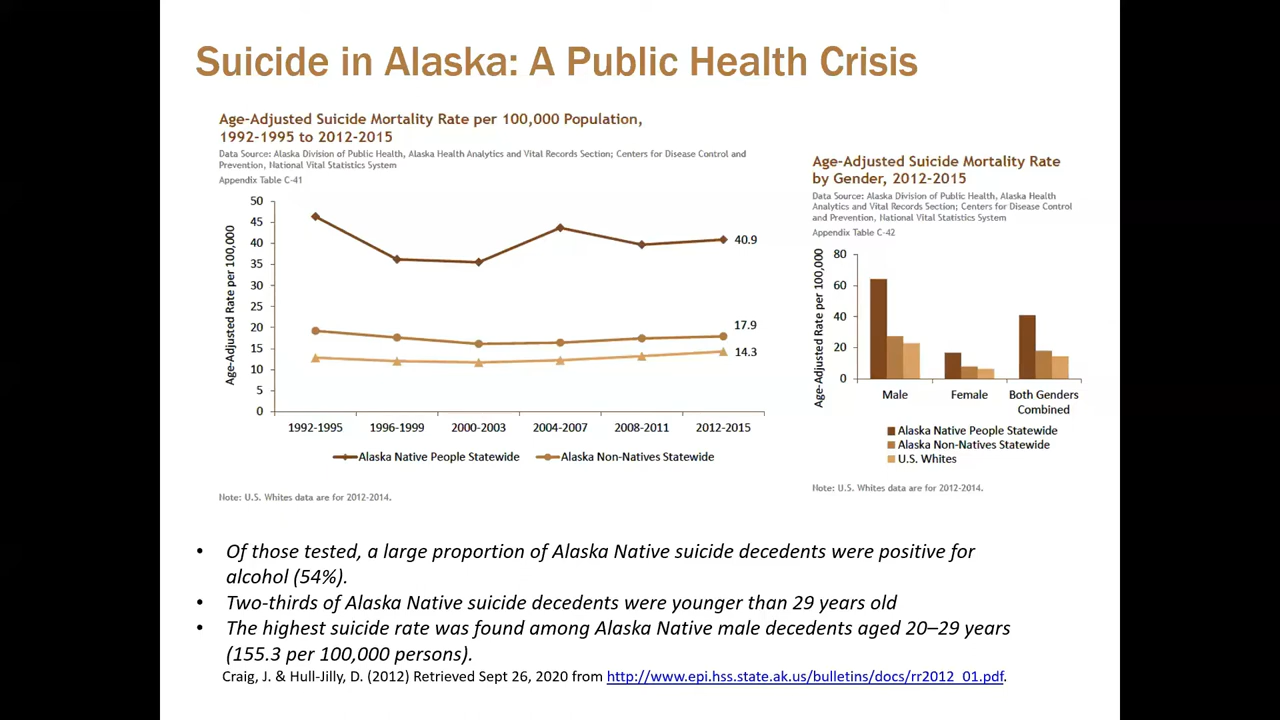 Suicide in Alaska: A Public Health Crisis
Age-Adjusted Suicide Mortality Rate per 100,000 Population,
1992-1995 to 2012-2015
Data Source: Alaska Division of Public Health, Alaska Health Analytics and Vital Records Section; Centers for Disease Control and
Prevention, National Vital Statistics System
Appendix Table C-41
Age-Adjusted Rate per 100,000
50
45
40
35
30
25
20
15
10
5
0
40.9
17.9
14.3
1992-1995 1996-1999 2000-2003 2004-2007 2008-2011 2012-2015
Alaska Native People Statewide Alaska Non-Natives Statewide
Note: U.S. Whites data are for 2012-2014.
Age-Adjusted Suicide Mortality Rate
by Gender, 2012-2015
Data Source: Alaska Division of Public Health, Alaska Health
Analytics and Vital Records Section; Centers for Disease Control
and Prevention, National Vital Statistics System
Appendix Table C-42
Age-Adjusted Rate per 100,000
80
60
40
20
0
Male Female Both Genders
Combined
Alaska Native People Statewide
Alaska Non-Natives Statewide
U.S. Whites
Note: U.S. Whites data are for 2012-2014.
• Of those tested, a large proportion of Alaska Native suicide decedents were positive for
alcohol (54%).
• Two-thirds of Alaska Native suicide decedents were younger than 29 years old
• The highest suicide rate was found among Alaska Native male decedents aged 20–29 years
(155.3 per 100,000 persons).
Craig, J. & Hull-Jilly, D. (2012) Retrieved Sept 26, 2020 from http://www.epi.hss.state.ak.us/bulletins/docs/rr2012_01.pdf.